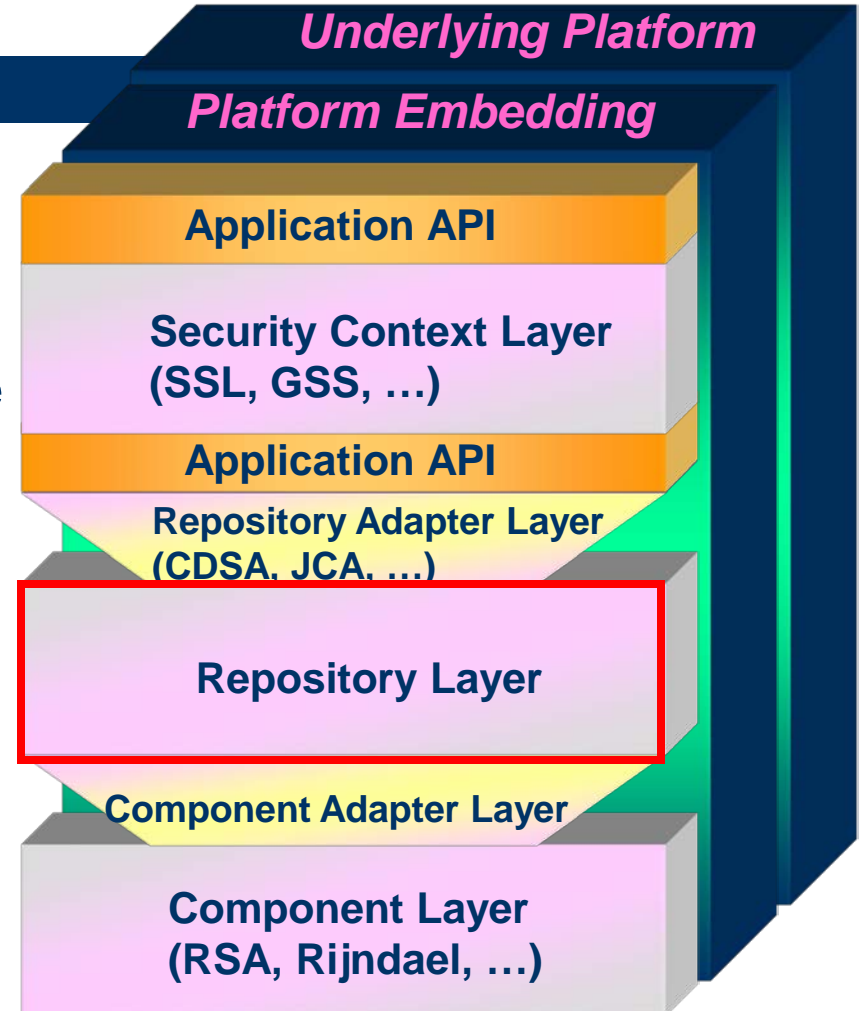 Underlying Platform
Platform Embedding
Application API
Security Context Layer
(SSL, GSS, …)
Application API
Repository Adapter Layer
(CDSA, JCA, …)
Repository Layer
Component Adapter Layer
Component Layer
(RSA, Rijndael, …)